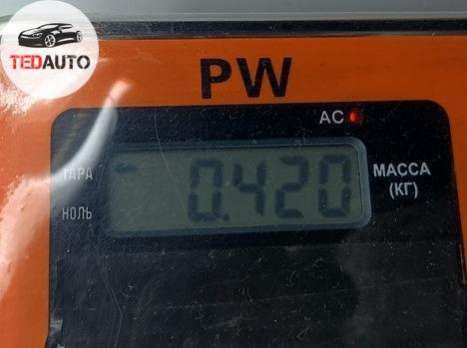 TEDAUTO
PW
AC
ТАРА
0.420
МАССА
(КГ)
НОЛЬ